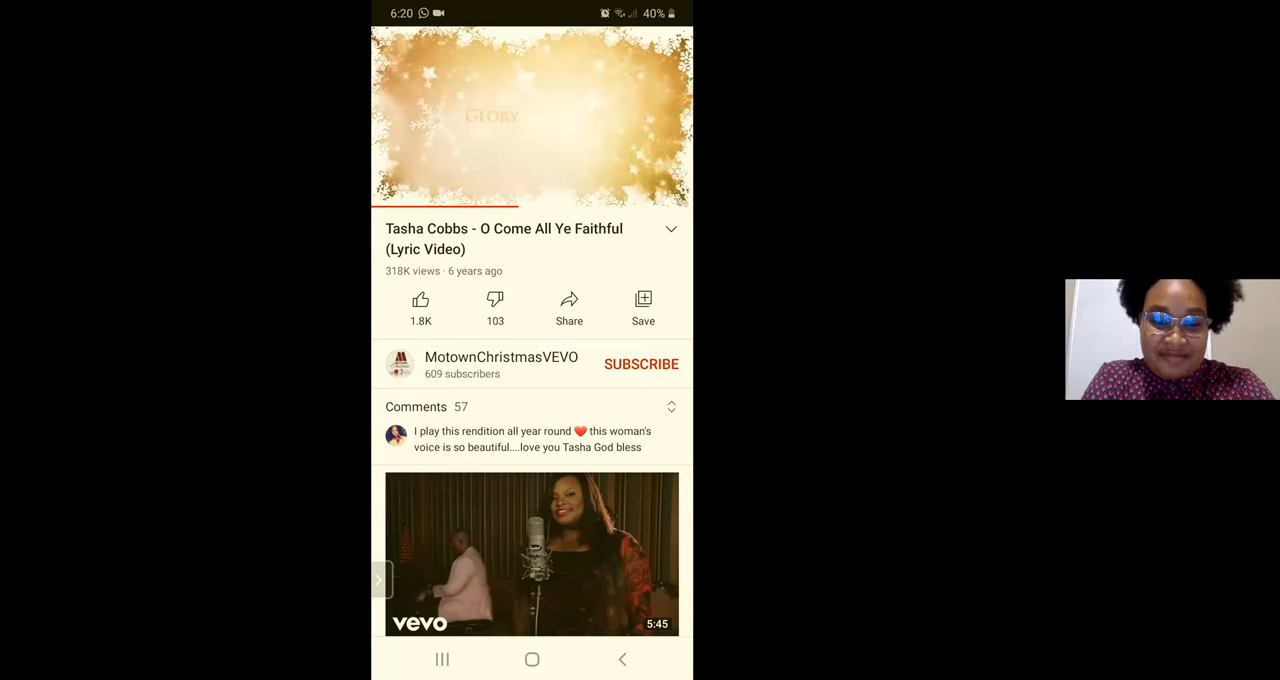 6:20
40%
GLORY
Tasha Cobbs - O Come All Ye Faithful
(Lyric Video)
318K views · 6 years ago
1.8K
103
Share
Save
MotownChristmasVEVO
609 subscribers
SUBSCRIBE
Comments 57
I play this rendition all year round ❤️ this woman's
voice is so beautiful....love you Tasha God bless
vevo
5:45